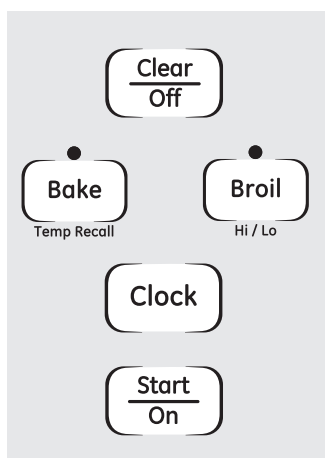 Clear
Off
Bake
Broil
Temp Recall
Hi / Lo
Clock
Start
On